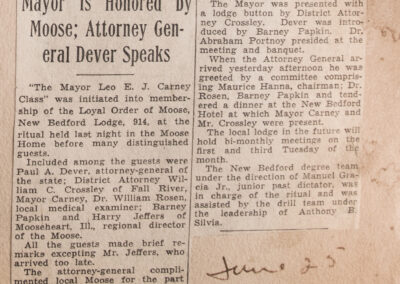 Mayor Is Honored By
Moose; Attorney Gen-
eral Dever Speaks
"The Mayor Leo E. J. Carney
Class" was initiated into member-
ship of the Loyal Order of Moose,
New Bedford Lodge, 914, at the
ritual held last night in the Moose
Home before many distinguished
guests.
Included among the guests were
Paul A. Dever, attorney-general of
the state; District Attorney Wil-
liam C. Crossley of Fall River,
Mayor Carney, Dr. William Rosen,
local medical examiner; Barney
Papkin and Harry Jeffers of
Mooseheart, Ill., regional director
of the Moose.
All the guests made brief re-
marks excepting Mr. Jeffers, who
arrived too late.
The attorney-general compli-
mented local Moose for the part
The Mayor was presented with
a lodge button by District Attor-
ney Crossley. Dever was intro-
duced by Barney Papkin. Dr.
Abraham Portnoy presided at the
meeting and banquet.
When the Attorney General ar-
rived yesterday afternoon he was
greeted by a committee compris-
ing Maurice Hanna, chairman; Dr.
Rosen, Barney Papkin and ten-
dered a dinner at the New Bedford
Hotel at which Mayor Carney and
Mr. Crossley were present.
The local lodge in the future will
hold bi-monthly meetings on the
first and third Tuesday of the
month.
The New Bedford degree team
under the direction of Manuel Gra-
cia Jr., junior past dictator, was
in charge of the ritual and was
assisted by the drill team under
the leadership of Anthony B.
Silvia.
June 25